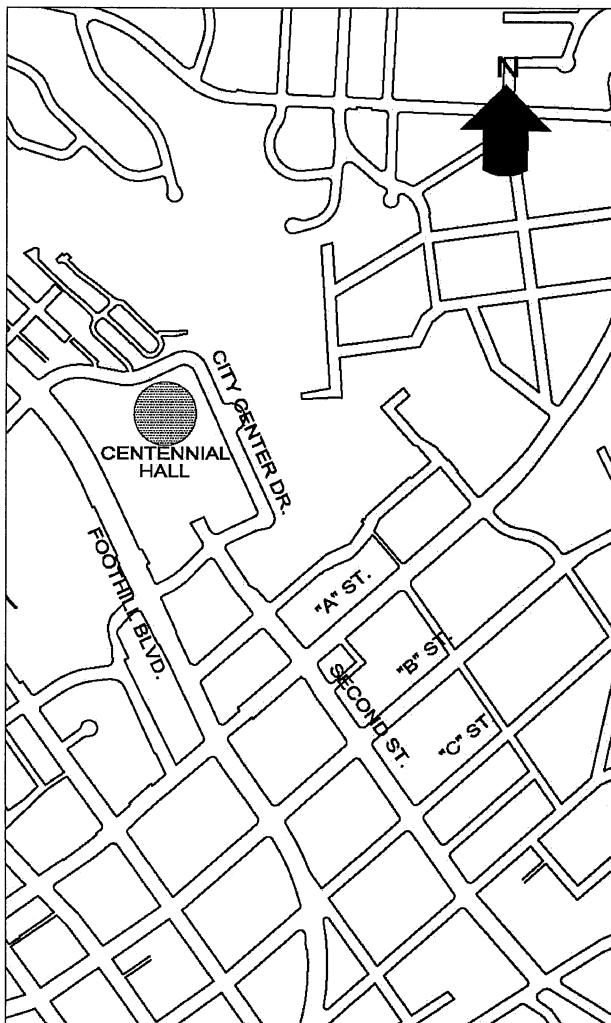 N
CITY CENTER DR.
CENTENNIAL
HALL
FOOTHILL BLVD.
"A" ST.
"B" ST.
SECOND ST.
"C" ST.